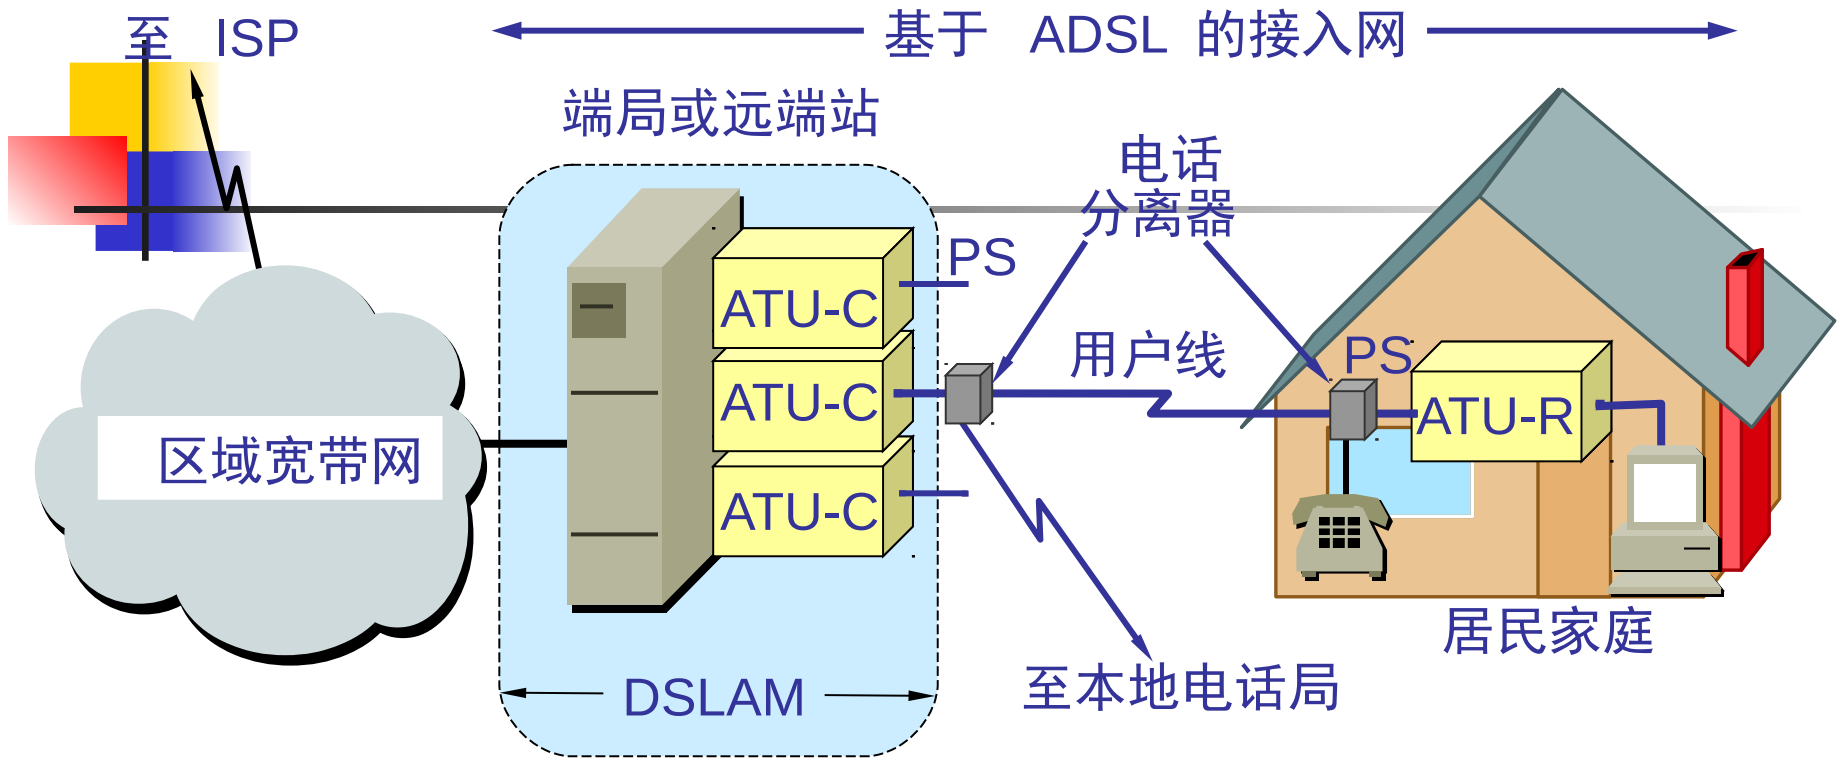 至 ISP
基于 ADSL 的接入网
端局或远端站
电话
分离器
PS
ATU-C
用户线
PS
ATU-C
ATU-R
区域宽带网
ATU-C
居民家庭
至本地电话局
DSLAM